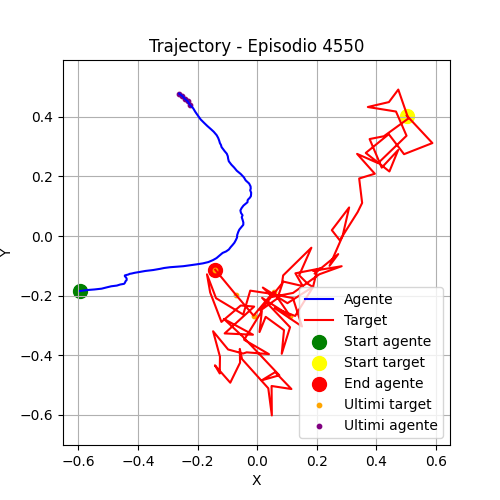 Trajectory - Episodio 4550
Y
0.4
0.2
0.0
−0.2
−0.4
−0.6
−0.6
−0.4
−0.2
0.0
0.2
0.4
0.6
X
Agente
Target
Start agente
Start target
End agente
Ultimi target
Ultimi agente